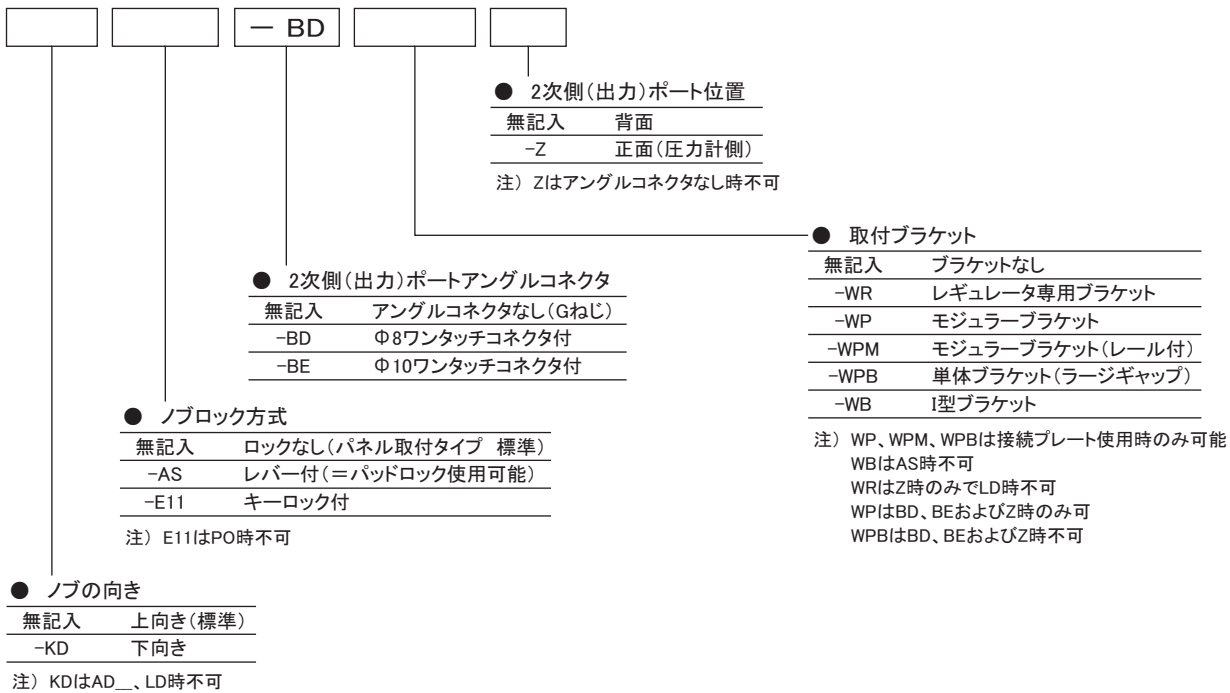 − BD
● 2次側（出力）ポート位置
無記入 背面
−Z 正面（圧力計側）
注） Zはアングルコネクタなし時不可
● 取付ブラケット
無記入 ブラケットなし
−WR レギュレータ専用ブラケット
−WP モジュラーブラケット
−WPM モジュラーブラケット（レール付）
−WPB 単体ブラケット（ラージギャップ）
−WB I型ブラケット
注） WP、WPM、WPBは接続プレート使用時のみ可能
WBはAS時不可
WRはZ時のみでLD時不可
WPはBD、BEおよびZ時のみ可
WPBはBD、BEおよびZ時不可
● 2次側（出力）ポートアングルコネクタ
無記入 アングルコネクタなし（Gねじ）
−BD Φ8ワンタッチコネクタ付
−BE Φ10ワンタッチコネクタ付
● ノブロック方式
無記入 ロックなし（パネル取付タイプ 標準）
−AS レバー付（＝パッドロック使用可能）
−E11 キーロック付
注） E11はPO時不可
● ノブの向き
無記入 上向き（標準）
−KD 下向き
注） KDはAD__、LD時不可